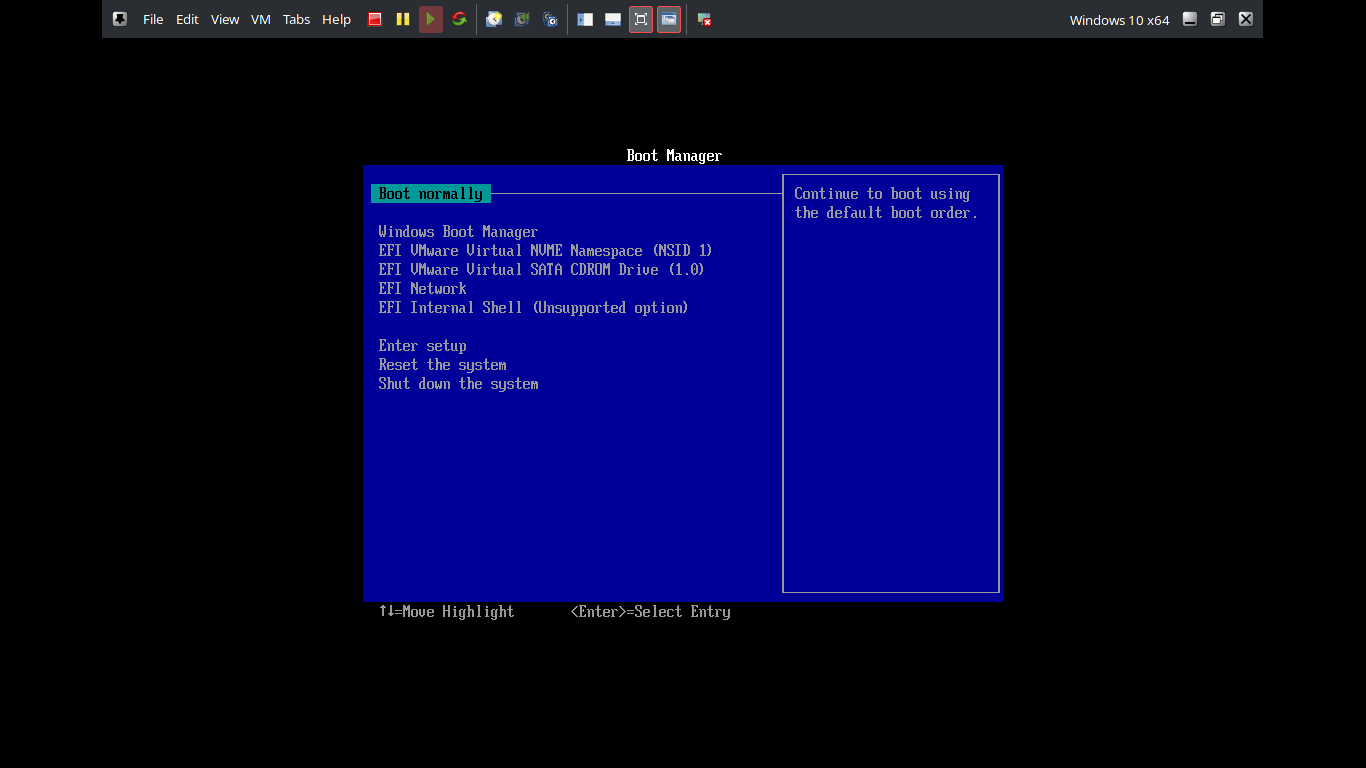 File Edit View VM Tabs Help Windows 10 x64
Boot Manager
Boot normally
Windows Boot Manager
EFI VMware Virtual NVME Namespace (NSID 1)
EFI VMware Virtual SATA CDROM Drive (1.0)
EFI Network
EFI Internal Shell (Unsupported option)
Enter setup
Reset the system
Shut down the system
Continue to boot using
the default boot order.
↑↓=Move Highlight <Enter>=Select Entry